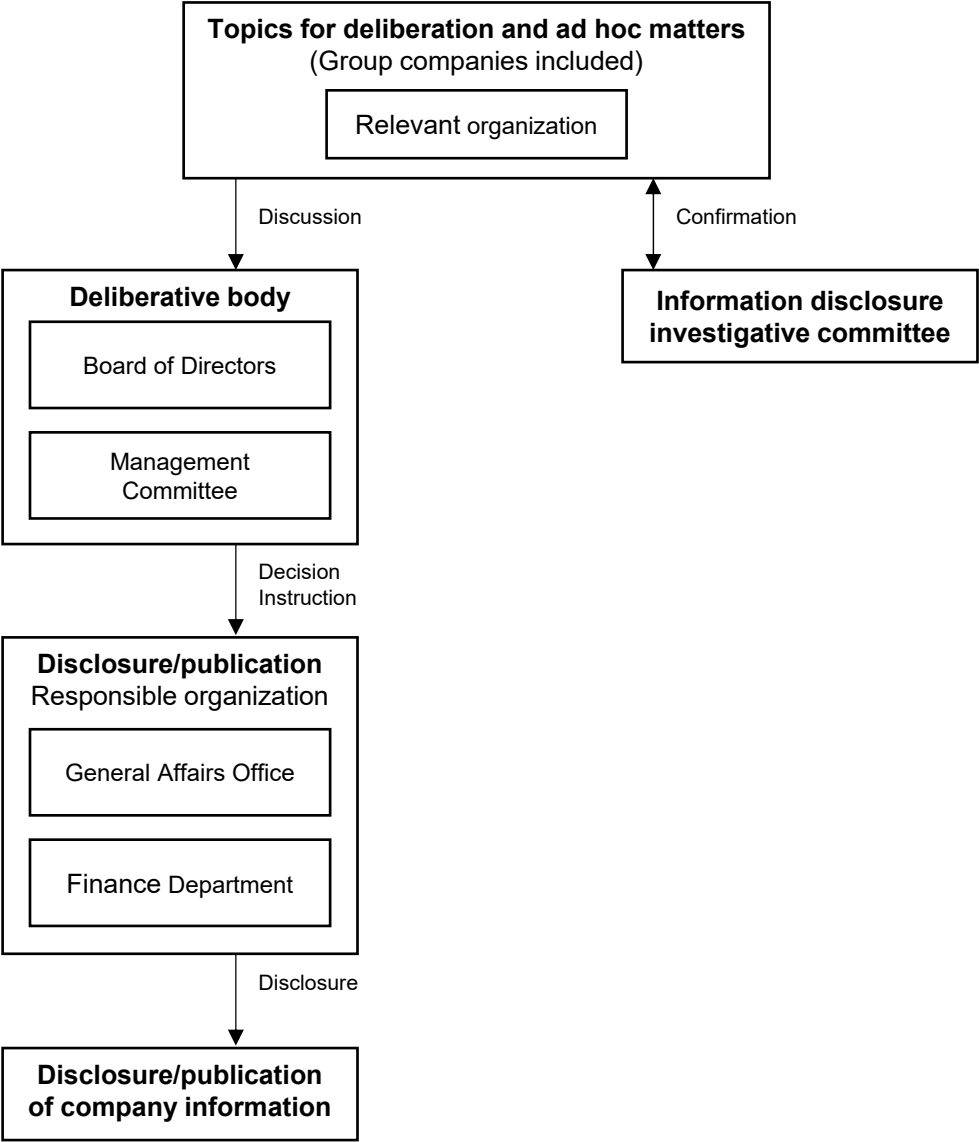 Topics for deliberation and ad hoc matters
(Group companies included)
Relevant organization
Discussion
Confirmation
Deliberative body
Board of Directors
Management
Committee
Information disclosure
investigative committee
Decision
Instruction
Disclosure/publication
Responsible organization
General Affairs Office
Finance Department
Disclosure
Disclosure/publication
of company information